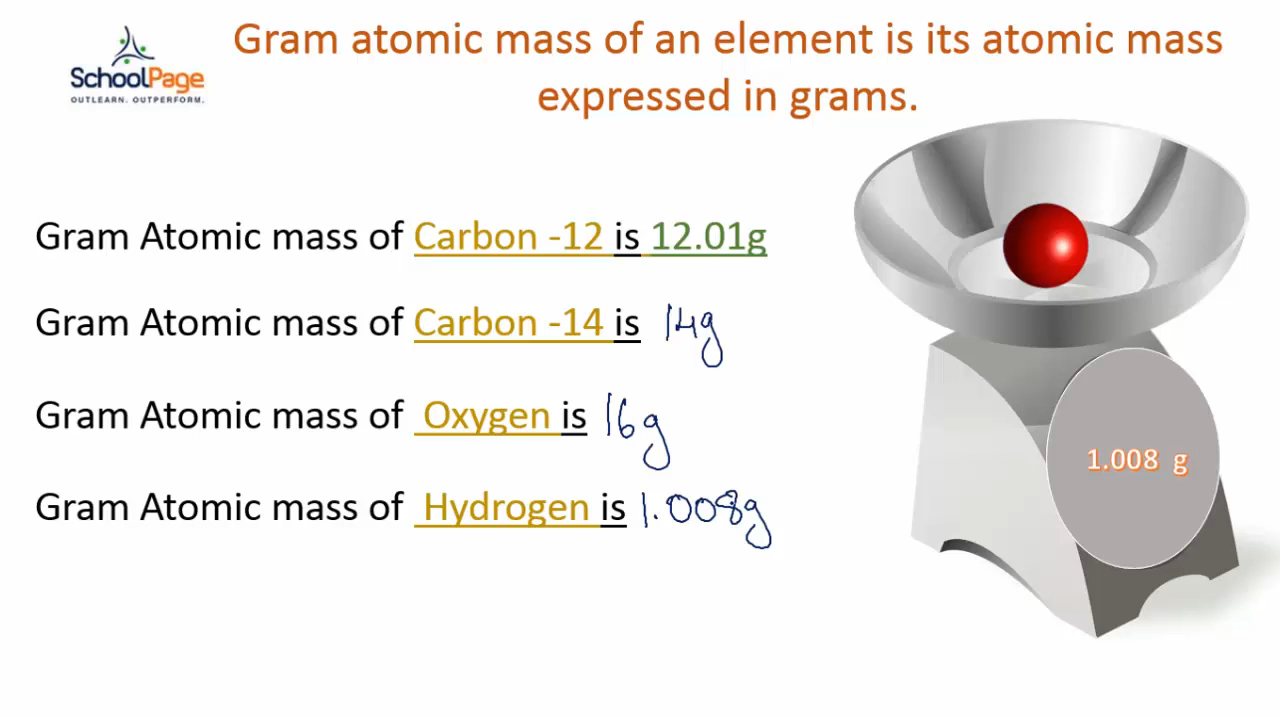 SchoolPage
OUTLEARN. OUTPERFORM.
Gram atomic mass of an element is its atomic mass
expressed in grams.
Gram Atomic mass of Carbon -12 is 12.01g
Gram Atomic mass of Carbon -14 is 14g
Gram Atomic mass of Oxygen is 16g
Gram Atomic mass of Hydrogen is 1.008g
1.008 g